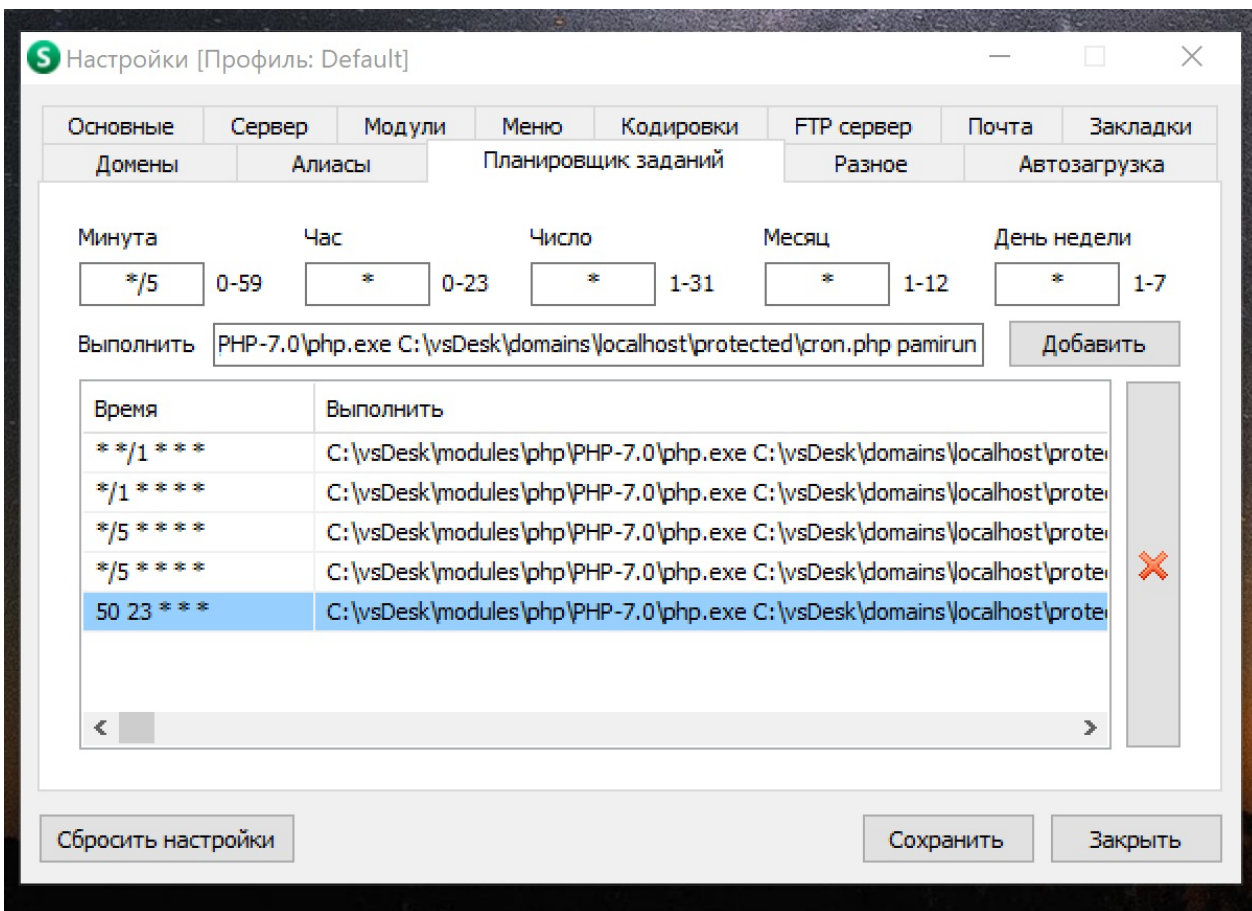 S Настройки [Профиль: Default]
Основные Сервер Модули Меню Кодировки FTP сервер Почта Закладки
Домены Алиасы Планировщик заданий Разное Автозагрузка
Минута Час Число Месяц День недели
*/5 0-59 * 0-23 * 1-31 * 1-12 * 1-7
Выполнить PHP-7.0\php.exe C:\vsDesk\domains\localhost\protected\cron.php pamirun Добавить
Время Выполнить
* */1 * * * C:\vsDesk\modules\php\PHP-7.0\php.exe C:\vsDesk\domains\localhost\prote
*/1 * * * * C:\vsDesk\modules\php\PHP-7.0\php.exe C:\vsDesk\domains\localhost\prote
*/5 * * * * C:\vsDesk\modules\php\PHP-7.0\php.exe C:\vsDesk\domains\localhost\prote
*/5 * * * * C:\vsDesk\modules\php\PHP-7.0\php.exe C:\vsDesk\domains\localhost\prote
50 23 * * * C:\vsDesk\modules\php\PHP-7.0\php.exe C:\vsDesk\domains\localhost\prote
Сбросить настройки Сохранить Закрыть